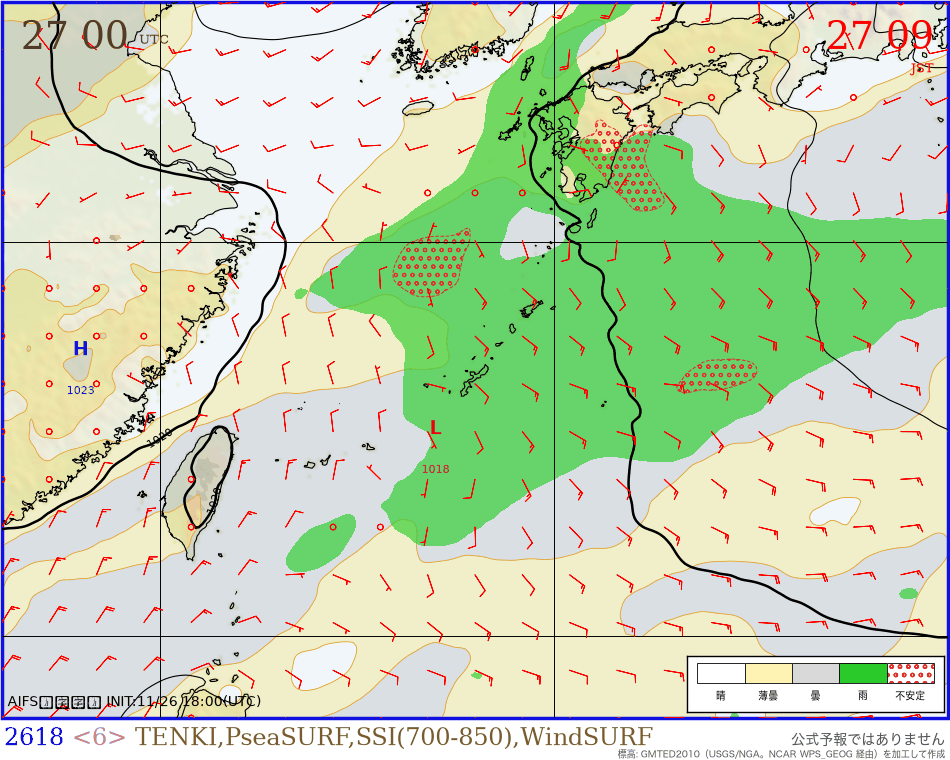 27 00 UTC
27 09
JST
H
1023
1020
1020
L
1018
晴 薄曇 曇 雨 不安定
AIFS INIT:11/26 18:00(UTC)
2618 <6> TENKI,PseaSURF,SSI(700-850),WindSURF
公式予報ではありません
標高: GMTED2010（USGS/NGA。NCAR WPS_GEOG 経由）を加工して作成